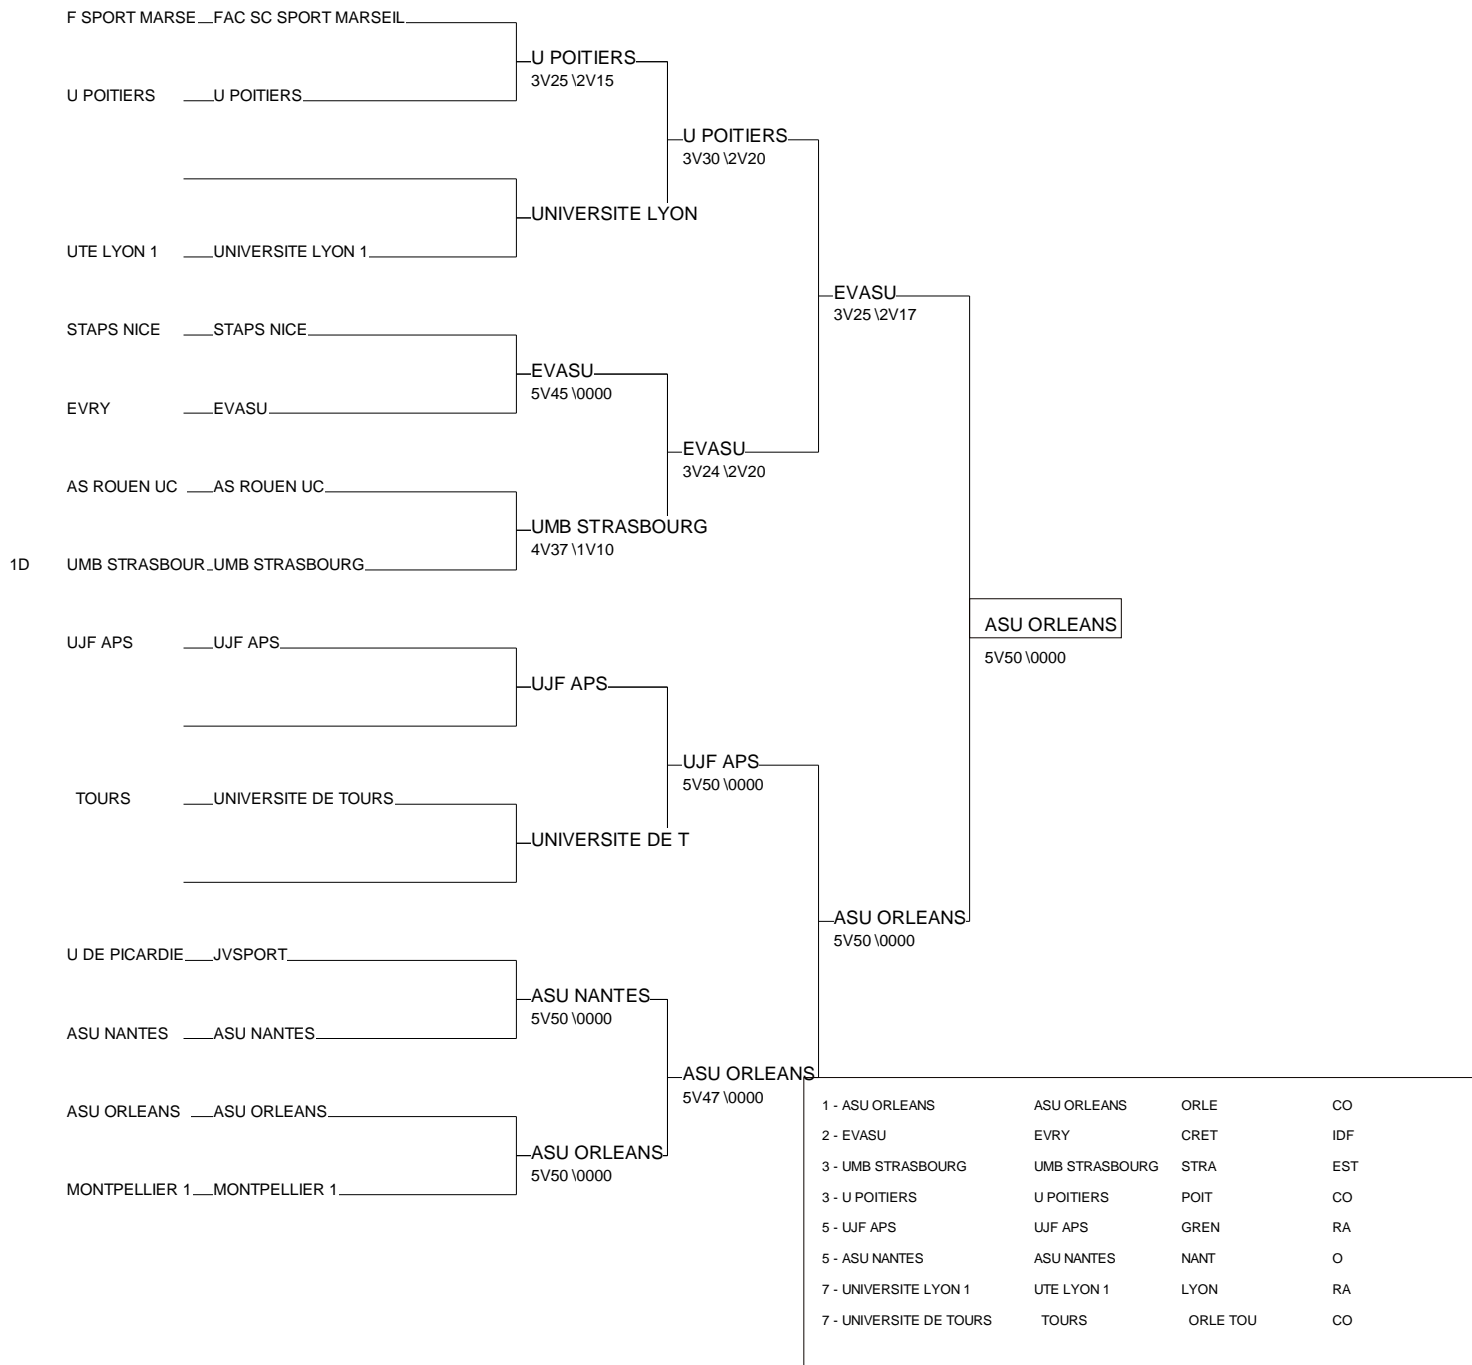 F SPORT MARSE FAC SC SPORT MARSEIL
U POITIERS
3V25 \2V15
U POITIERS U POITIERS
U POITIERS
3V30 \2V20
UNIVERSITE LYON
UTE LYON 1 UNIVERSITE LYON 1
EVASU
3V25 \2V17
STAPS NICE STAPS NICE
EVASU
5V45 \0000
EVRY EVASU
EVASU
3V24 \2V20
AS ROUEN UC AS ROUEN UC
UMB STRASBOURG
4V37 \1V10
1D UMB STRASBOUR UMB STRASBOURG
ASU ORLEANS
5V50 \0000
UJF APS UJF APS
UJF APS
UJF APS
5V50 \0000
TOURS UNIVERSITE DE TOURS
UNIVERSITE DE T
ASU ORLEANS
5V50 \0000
U DE PICARDIE JVSPORT
ASU NANTES
5V50 \0000
ASU NANTES ASU NANTES
ASU ORLEANS
5V47 \0000
ASU ORLEANS ASU ORLEANS
ASU ORLEANS
5V50 \0000
MONTPELLIER 1 MONTPELLIER 1
1 - ASU ORLEANS ASU ORLEANS ORLE CO
2 - EVASU EVRY CRET IDF
3 - UMB STRASBOURG UMB STRASBOURG STRA EST
3 - U POITIERS U POITIERS POIT CO
5 - UJF APS UJF APS GREN RA
5 - ASU NANTES ASU NANTES NANT O
7 - UNIVERSITE LYON 1 UTE LYON 1 LYON RA
7 - UNIVERSITE DE TOURS TOURS ORLE TOU CO